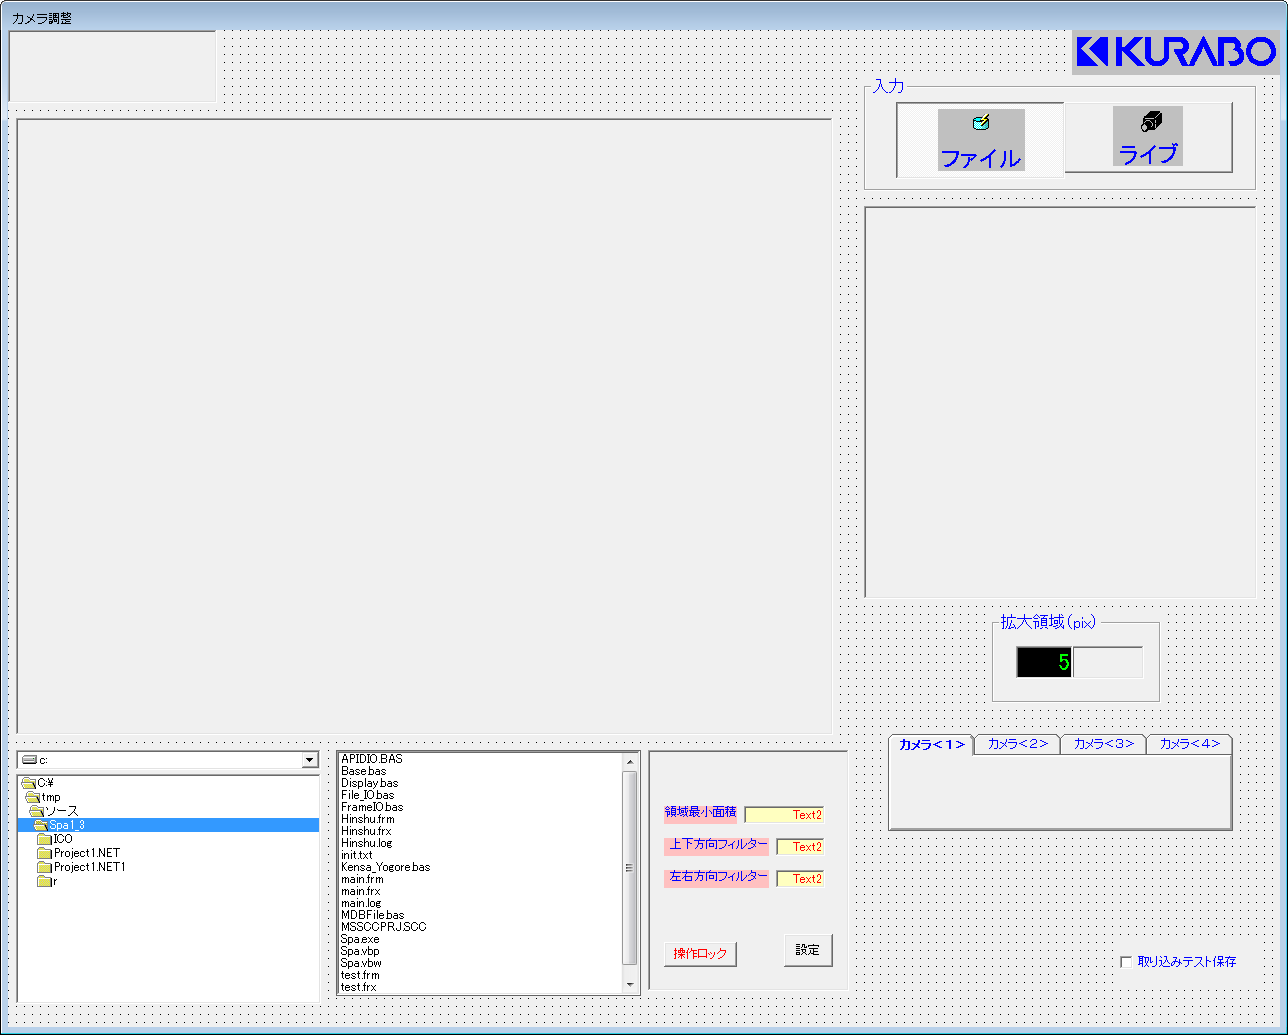 カメラ調整
KURABO
入力
ファイル
ライブ
拡大領域(pix)
5
カメラ<1>
カメラ<2>
カメラ<3>
カメラ<4>
c:
C:¥
tmp
ソース
Spa1_3
ICO
Project1.NET
Project1.NET1
r
APIDIO.BAS
Base.bas
Display.bas
File_IO.bas
FrameIO.bas
Hinshu.frm
Hinshu.frx
Hinshu.log
init.txt
Kensa_Yogore.bas
main.frm
main.frx
main.log
MDBFile.bas
MSSCCPRJ.SCC
Spa.exe
Spa.vbp
Spa.vbw
test.frm
test.frx
領域最小面積 Text2
上下方向フィルター Text2
左右方向フィルター Text2
操作ロック
設定
取り込みテスト保存